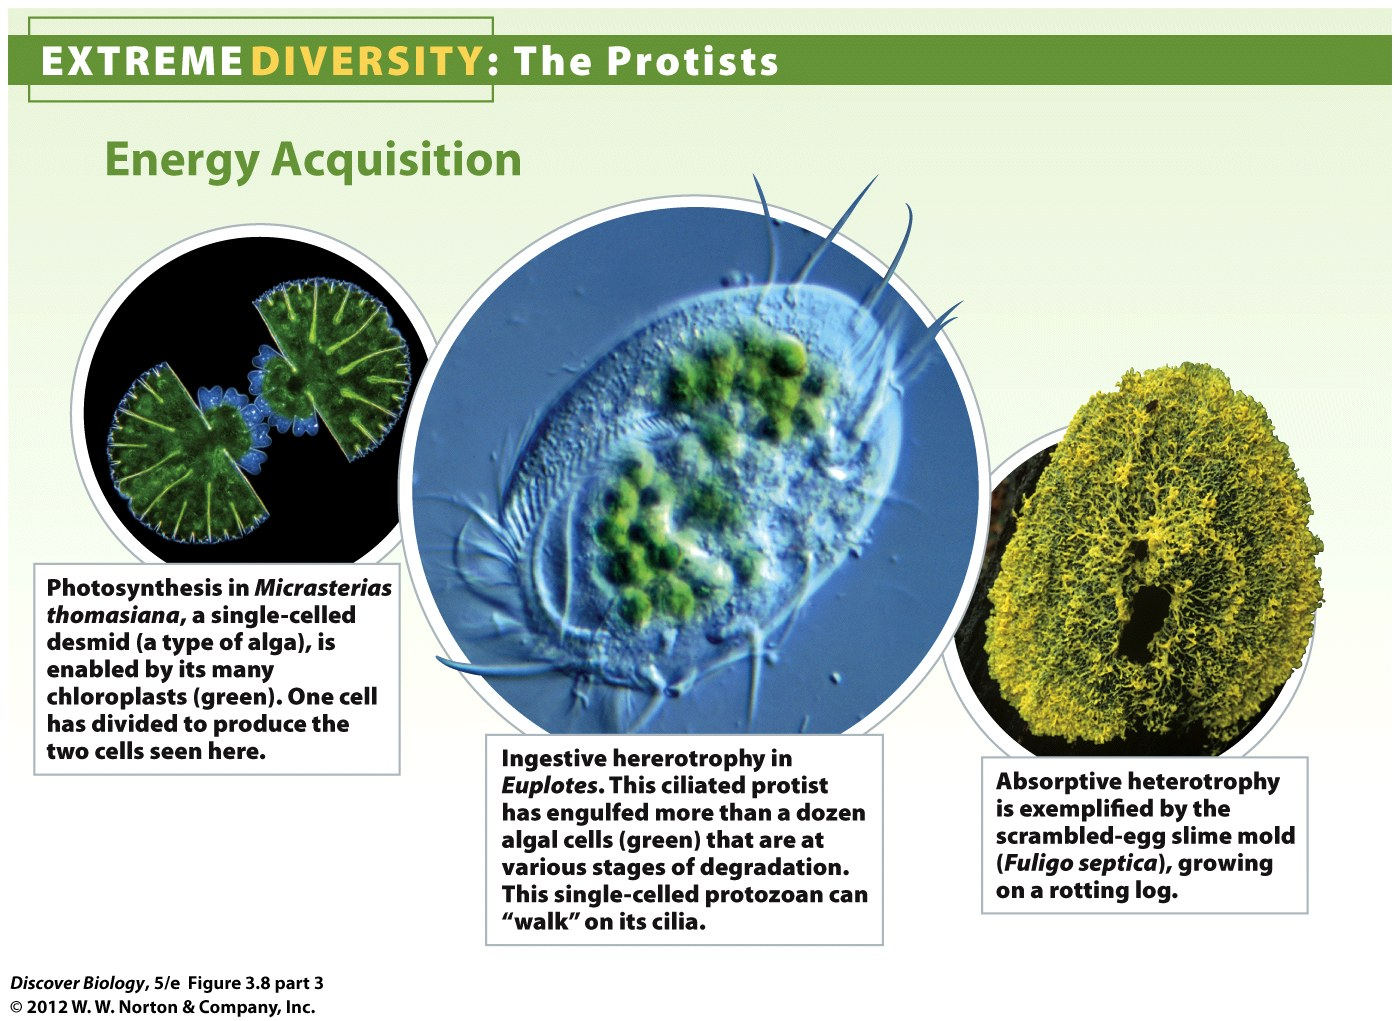 EXTREME DIVERSITY: The Protists
Energy Acquisition
Photosynthesis in Micrasterias
thomasiana, a single-celled
desmid (a type of alga), is
enabled by its many
chloroplasts (green). One cell
has divided to produce the
two cells seen here.
Ingestive hererotrophy in
Euplotes. This ciliated protist
has engulfed more than a dozen
algal cells (green) that are at
various stages of degradation.
This single-celled protozoan can
“walk” on its cilia.
Absorptive heterotrophy
is exemplified by the
scrambled-egg slime mold
(Fuligo septica), growing
on a rotting log.
Discover Biology, 5/e Figure 3.8 part 3
© 2012 W. W. Norton & Company, Inc.